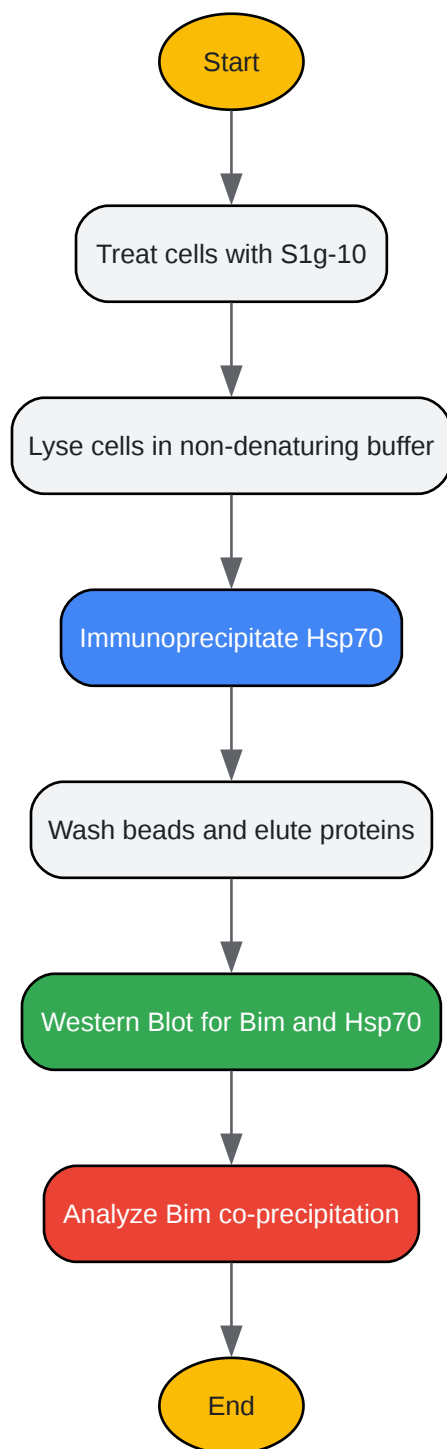 Start
Treat cells with S1g-10
Lyse cells in non-denaturing buffer
Immunoprecipitate Hsp70
Wash beads and elute proteins
Western Blot for Bim and Hsp70
Analyze Bim co-precipitation
End